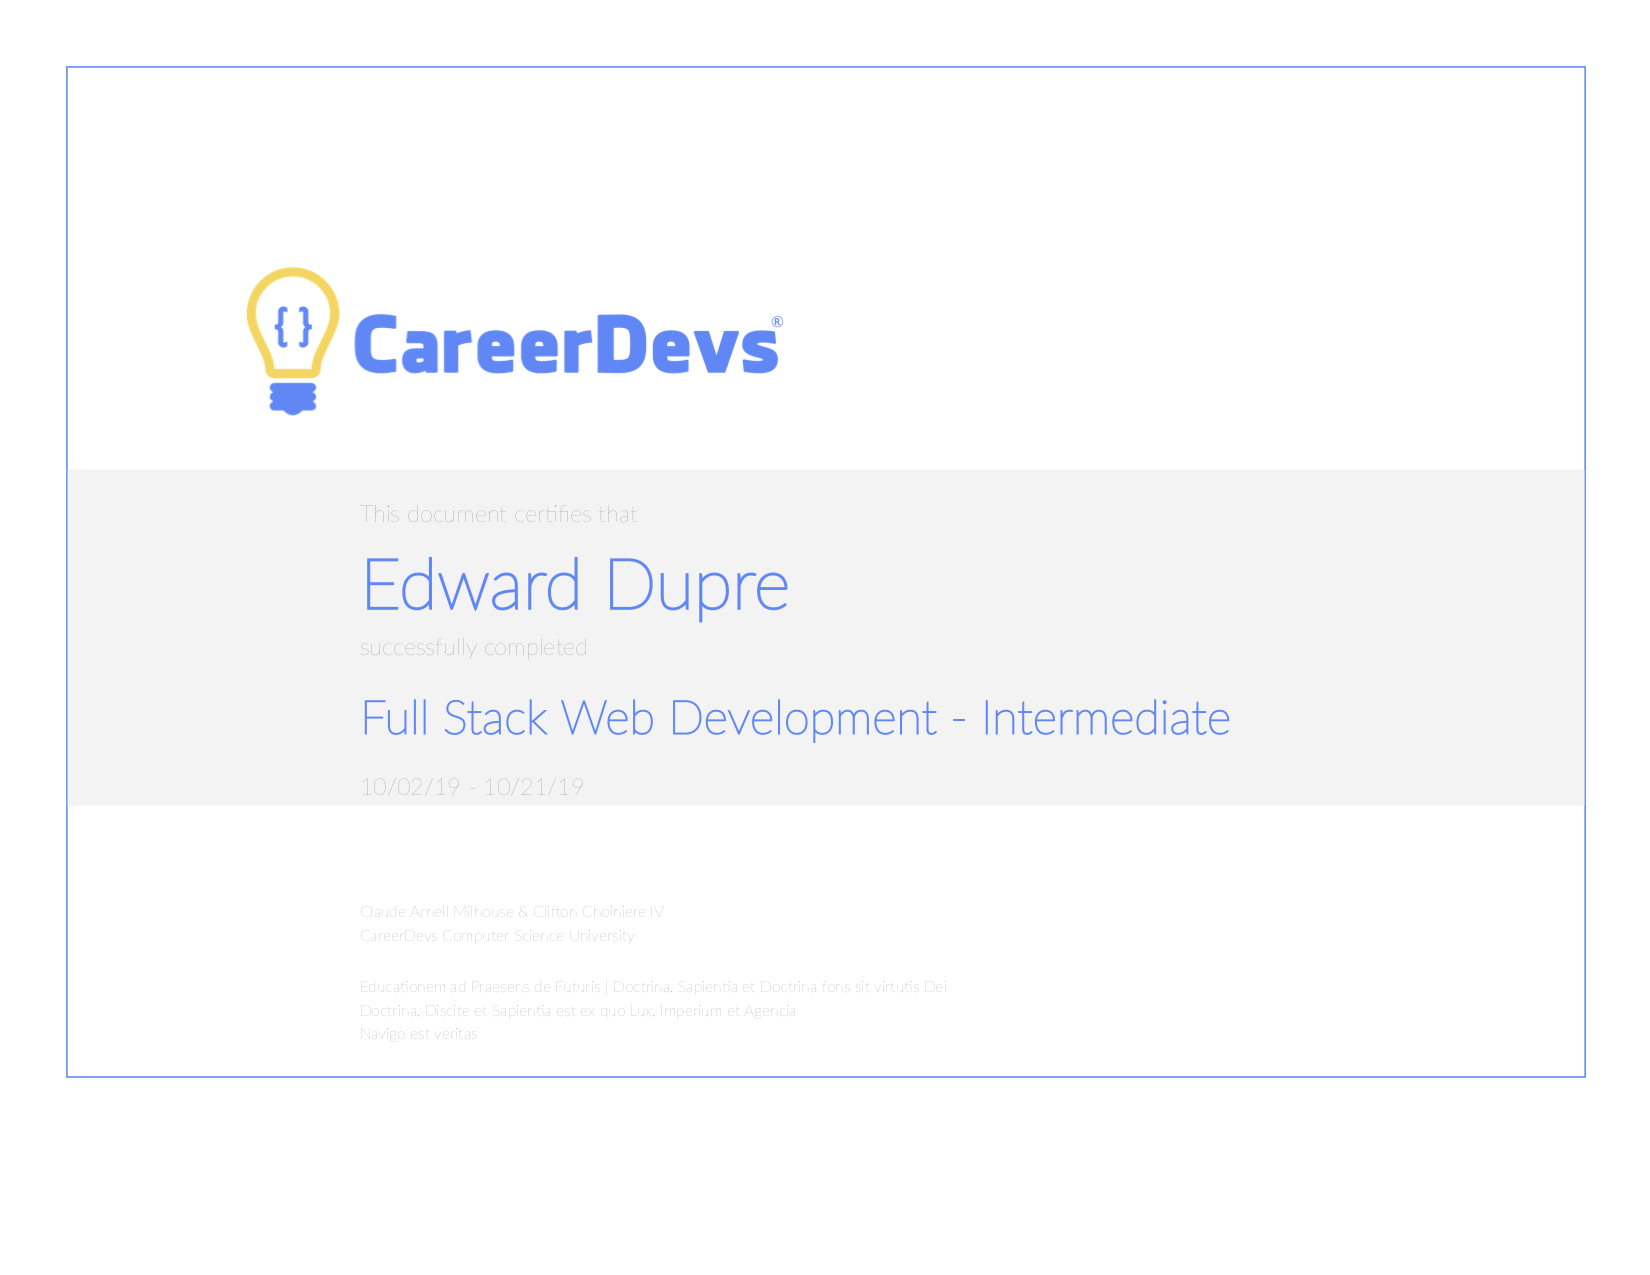 { } CareerDevs®
This document certifies that
Edward Dupre
successfully completed
Full Stack Web Development - Intermediate
10/02/19 - 10/21/19
Claude Arnell Milhouse & Clifton Choiniere IV
CareerDevs Computer Science University
Educationem ad Praesens de Futuris | Doctrina, Sapientia et Doctrina fons sit virtutis Dei
Doctrina, Discite et Sapientia est ex quo Lux, Imperium et Agencia
Navigo est veritas